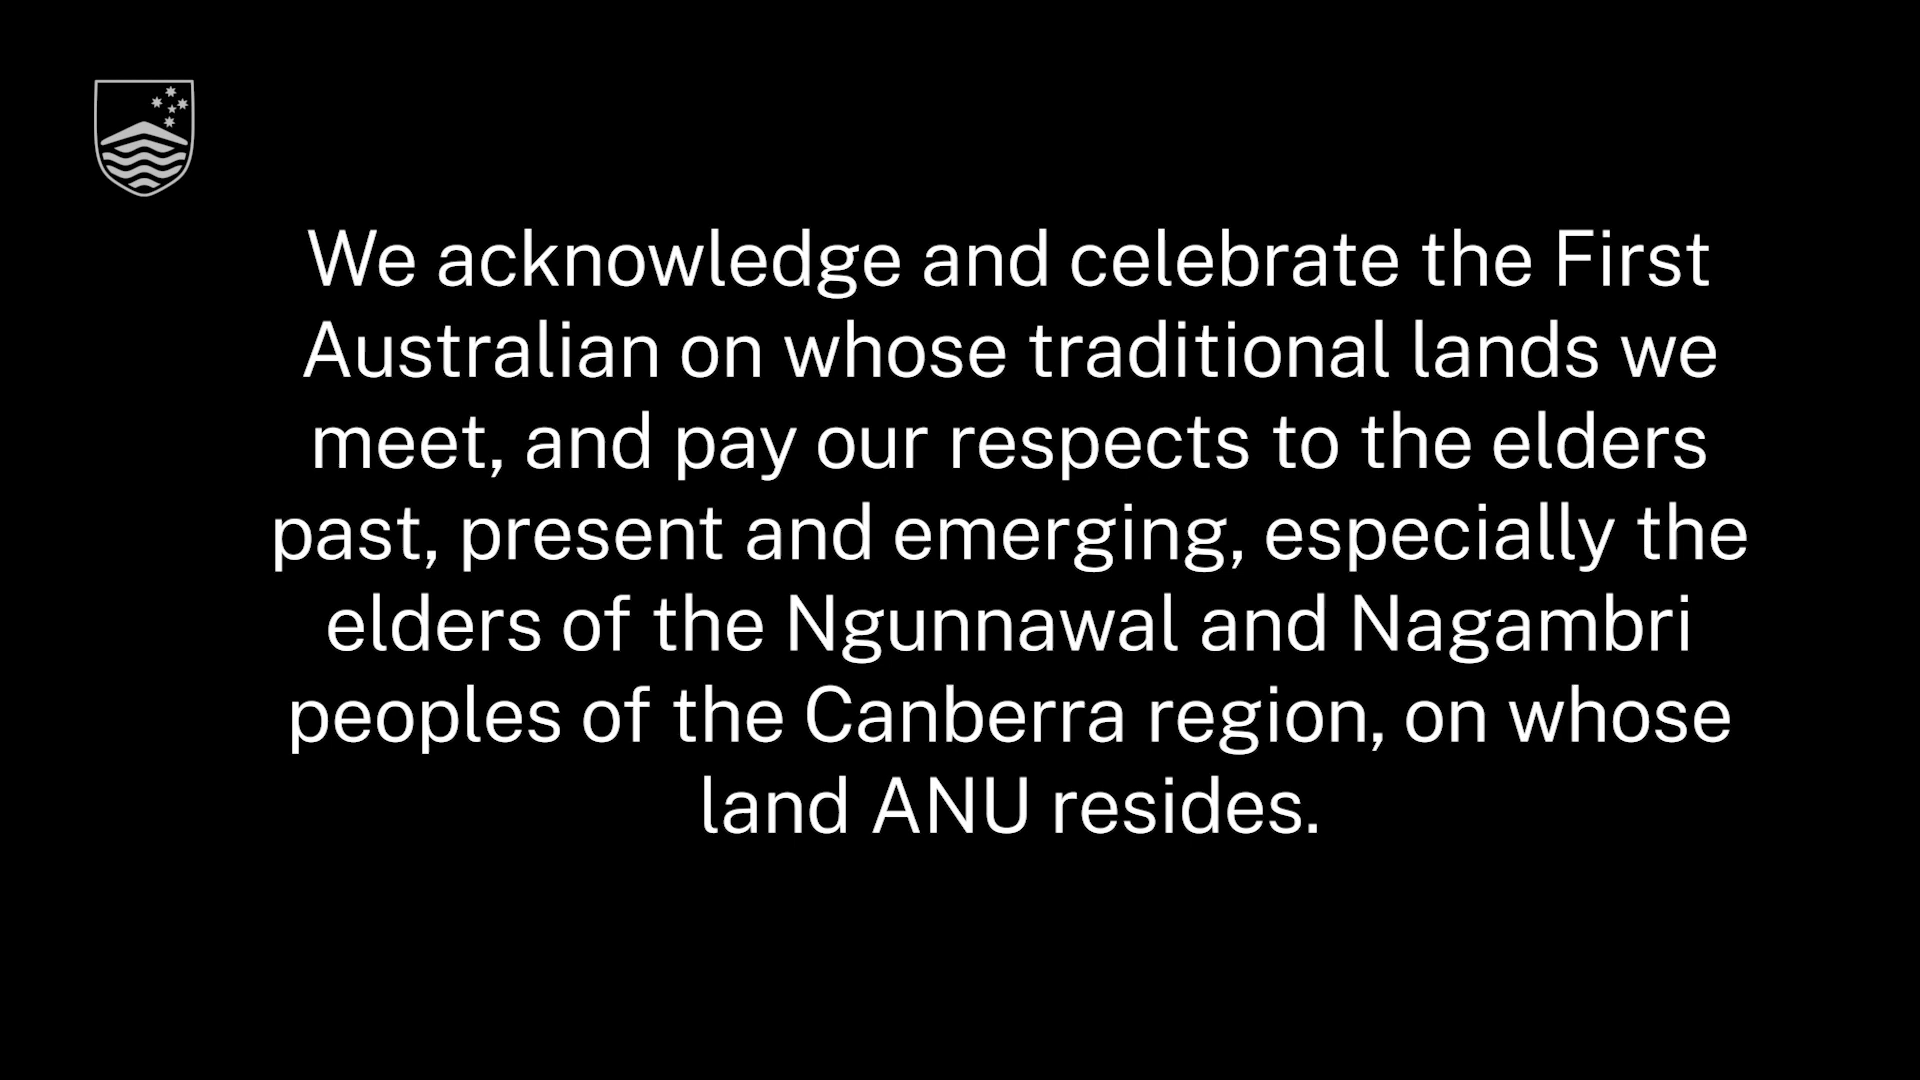 We acknowledge and celebrate the First
Australian on whose traditional lands we
meet, and pay our respects to the elders
past, present and emerging, especially the
elders of the Ngunnawal and Nagambri
peoples of the Canberra region, on whose
land ANU resides.